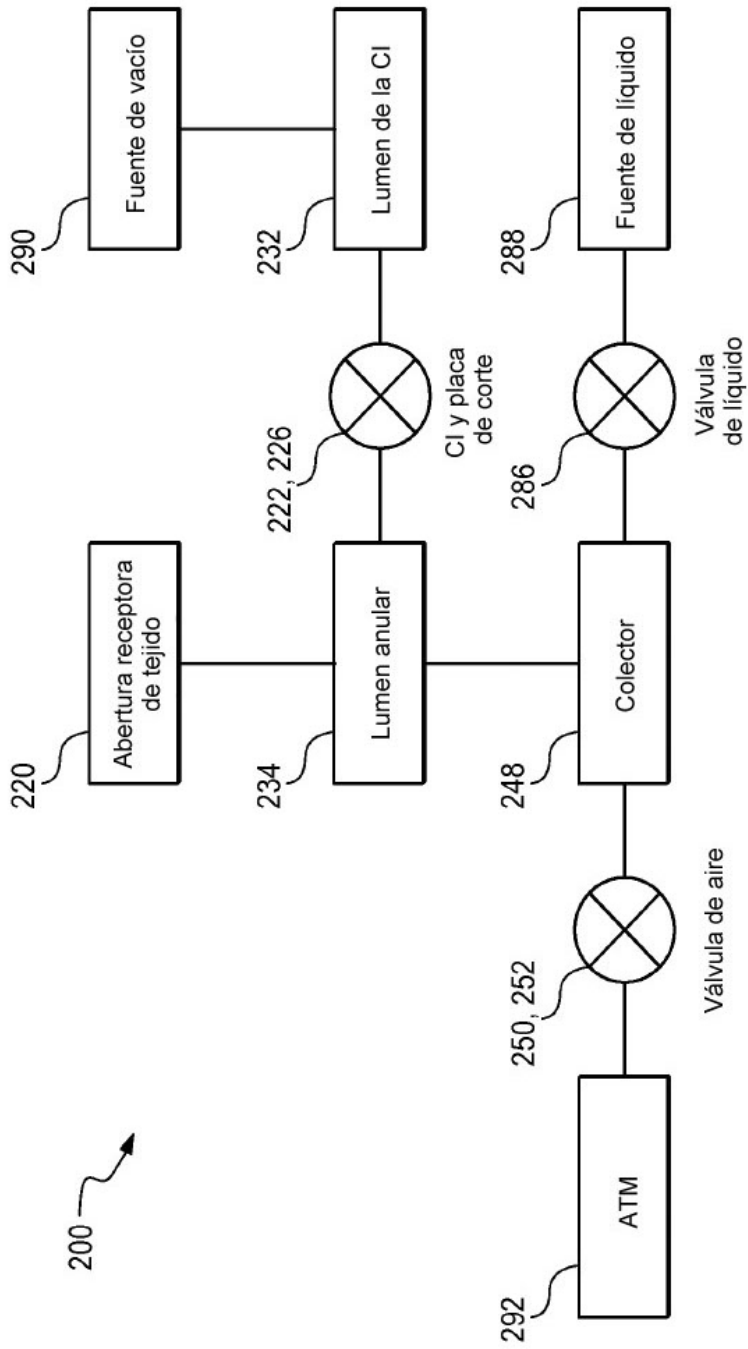 200
220
Abertura receptora
de tejido
290
Fuente de vacío
234
Lumen anular
222, 226
CI y placa
de corte
232
Lumen de la CI
292
ATM
250, 252
Válvula de aire
248
Colector
286
Válvula
de líquido
288
Fuente de líquido